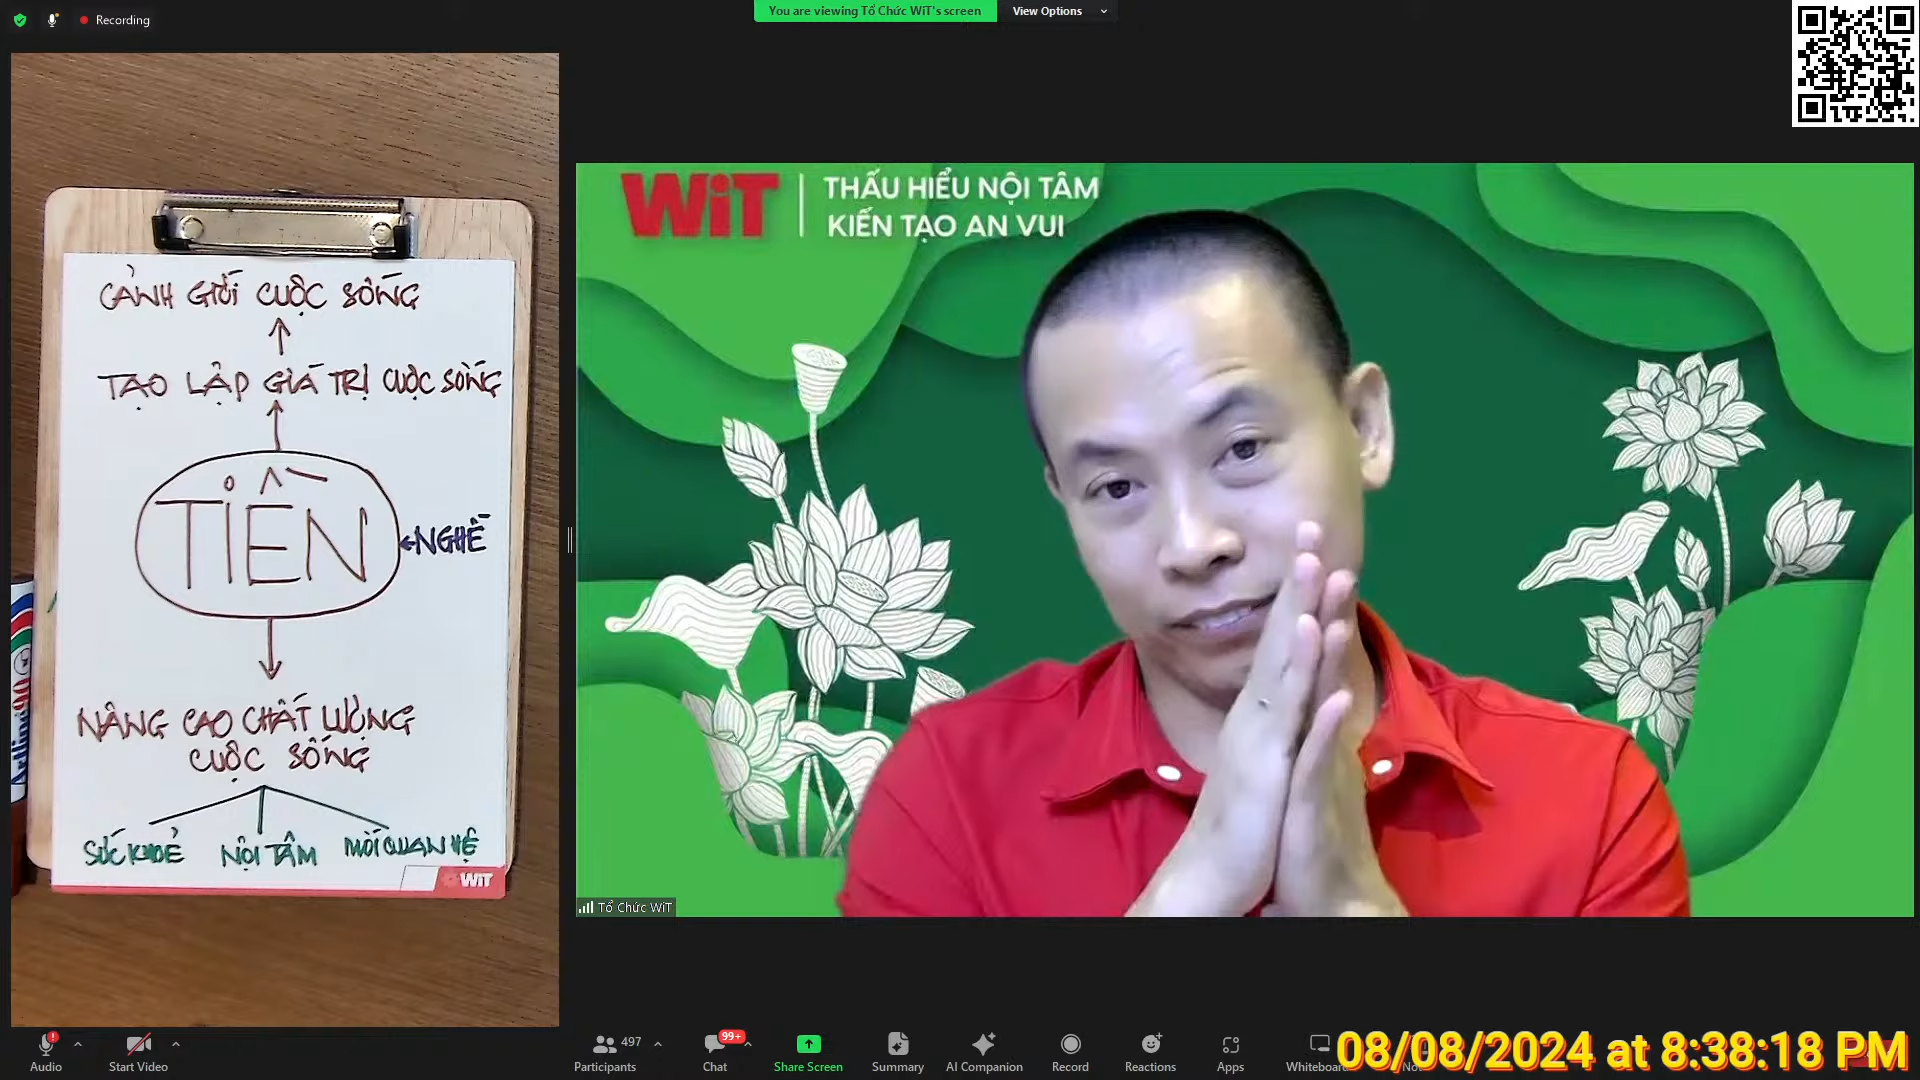 Recording
You are viewing Tổ Chức WiT's screen
View Options
CẢNH GIỚI CUỘC SỐNG
TẠO LẬP GIÁ TRỊ CUỘC SỐNG
TIỀN
NGHỀ
NÂNG CAO CHẤT LƯỢNG
CUỘC SỐNG
SỨC KHOẺ NỘI TÂM MỐI QUAN HỆ
WiT
Artline 90
WiT
THẤU HIỂU NỘI TÂM
KIẾN TẠO AN VUI
Tổ Chức WiT
Audio
Start Video
497
Participants
99+
Chat
Share Screen
Summary
AI Companion
Record
Reactions
Apps
08/08/2024 at 8:38:18 PM